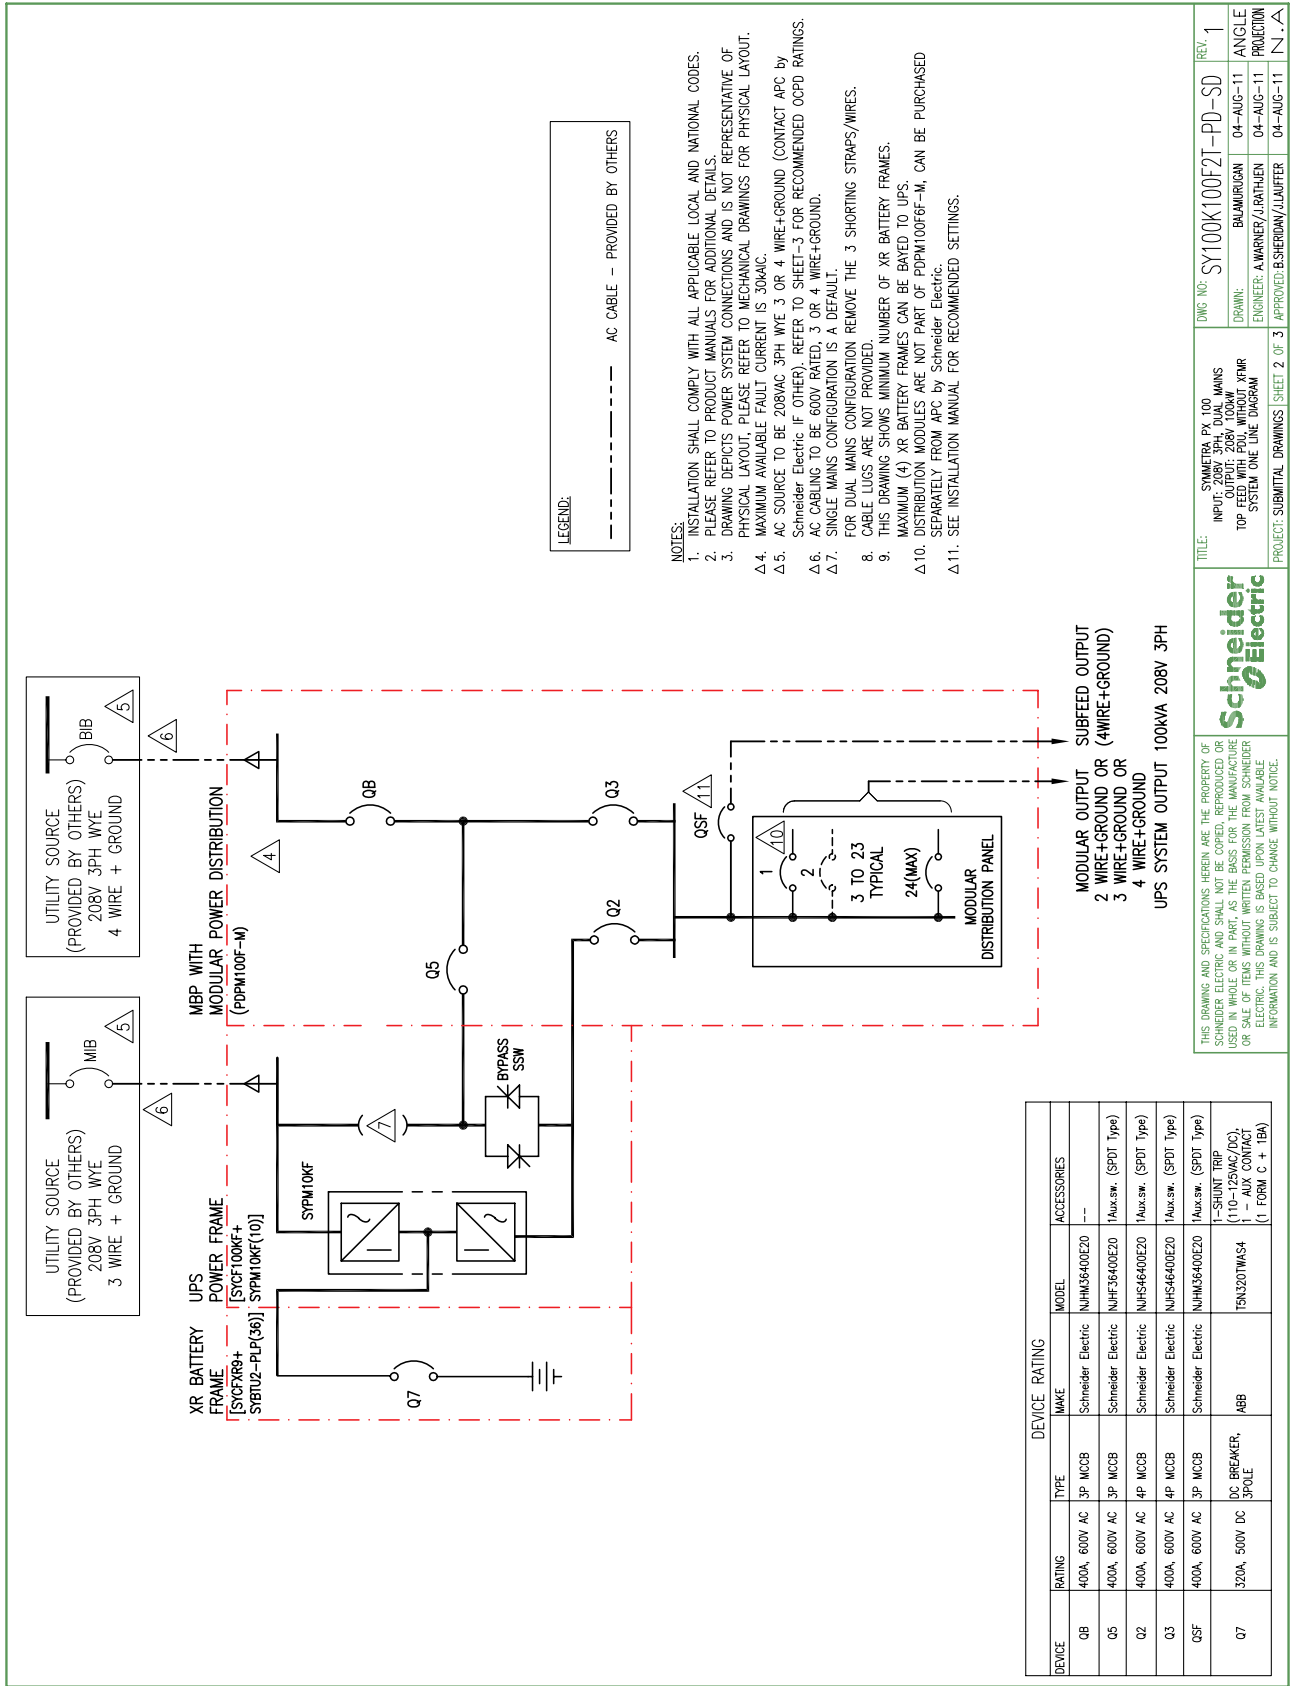 UTILITY SOURCE
(PROVIDED BY OTHERS)
208V 3PH WYE
3 WIRE + GROUND
MIB
5
6
UTILITY SOURCE
(PROVIDED BY OTHERS)
208V 3PH WYE
4 WIRE + GROUND
BIB
5
6
XR BATTERY
FRAME
[SYCFXR9+
SYBTU2-PLP(36)]
UPS
POWER FRAME
[SYCF100KF+
SYPM10KF(10)]
MBP WITH
MODULAR POWER DISTRIBUTION
(PDPM100F-M)
4
SYPM10KF
7
BYPASS
SSW
Q7
Q5
QB
Q2
Q3
QSF
11
10
1
2
3 TO 23
TYPICAL
24(MAX)
MODULAR
DISTRIBUTION PANEL
MODULAR OUTPUT
2 WIRE+GROUND OR
3 WIRE+GROUND OR
4 WIRE+GROUND
SUBFEED OUTPUT
(4WIRE+GROUND)
UPS SYSTEM OUTPUT 100kVA 208V 3PH
LEGEND:
AC CABLE – PROVIDED BY OTHERS
NOTES:
1. INSTALLATION SHALL COMPLY WITH ALL APPLICABLE LOCAL AND NATIONAL CODES.
2. PLEASE REFER TO PRODUCT MANUALS FOR ADDITIONAL DETAILS.
3. DRAWING DEPICTS POWER SYSTEM CONNECTIONS AND IS NOT REPRESENTATIVE OF
PHYSICAL LAYOUT, PLEASE REFER TO MECHANICAL DRAWINGS FOR PHYSICAL LAYOUT.
△4. MAXIMUM AVAILABLE FAULT CURRENT IS 30kAIC.
△5. AC SOURCE TO BE 208VAC 3PH WYE 3 OR 4 WIRE+GROUND (CONTACT APC by
Schneider Electric IF OTHER). REFER TO SHEET-3 FOR RECOMMENDED OCPD RATINGS.
△6. AC CABLING TO BE 600V RATED, 3 OR 4 WIRE+GROUND.
△7. SINGLE MAINS CONFIGURATION IS A DEFAULT.
FOR DUAL MAINS CONFIGURATION REMOVE THE 3 SHORTING STRAPS/WIRES.
8. CABLE LUGS ARE NOT PROVIDED.
9. THIS DRAWING SHOWS MINIMUM NUMBER OF XR BATTERY FRAMES.
MAXIMUM (4) XR BATTERY FRAMES CAN BE BAYED TO UPS.
△10. DISTRIBUTION MODULES ARE NOT PART OF PDPM100F6F-M, CAN BE PURCHASED
SEPARATELY FROM APC by Schneider Electric.
△11. SEE INSTALLATION MANUAL FOR RECOMMENDED SETTINGS.
DEVICE RATING
DEVICE RATING TYPE MAKE MODEL ACCESSORIES
QB 400A, 600V AC 3P MCCB Schneider Electric NJHM36400E20 --
Q5 400A, 600V AC 3P MCCB Schneider Electric NJHF36400E20 1Aux.sw. (SPDT Type)
Q2 400A, 600V AC 4P MCCB Schneider Electric NJHS46400E20 1Aux.sw. (SPDT Type)
Q3 400A, 600V AC 4P MCCB Schneider Electric NJHS46400E20 1Aux.sw. (SPDT Type)
QSF 400A, 600V AC 3P MCCB Schneider Electric NJHM36400E20 1Aux.sw. (SPDT Type)
Q7 320A, 500V DC DC BREAKER, 3POLE ABB T5N320TWAS4 1-SHUNT TRIP
(110-125VAC/DC),
1 - AUX CONTACT
(1 FORM C + 1BA)
THIS DRAWING AND SPECIFICATIONS HEREIN ARE THE PROPERTY OF
SCHNEIDER ELECTRIC AND SHALL NOT BE COPIED, REPRODUCED OR
USED IN WHOLE OR IN PART, AS THE BASIS FOR THE MANUFACTURE
OR SALE OF ITEMS WITHOUT WRITTEN PERMISSION FROM SCHNEIDER
ELECTRIC. THIS DRAWING IS BASED UPON LATEST AVAILABLE
INFORMATION AND IS SUBJECT TO CHANGE WITHOUT NOTICE.
Schneider
Electric
TITLE: SYMMETRA PX 100
INPUT: 208V 3PH, DUAL MAINS
OUTPUT: 208V 100kW
TOP FEED WITH PDU, WITHOUT XFMR
SYSTEM ONE LINE DIAGRAM
PROJECT: SUBMITTAL DRAWINGS SHEET 2 OF 3
DWG NO: SY100K100F2T-PD-SD REV. 1
DRAWN: BALAMURUGAN 04-AUG-11
ENGINEER: A.WARNER/J.RATHJEN 04-AUG-11
APPROVED: B.SHERIDAN/J.LAUFFER 04-AUG-11
ANGLE
PROJECTION
N.A